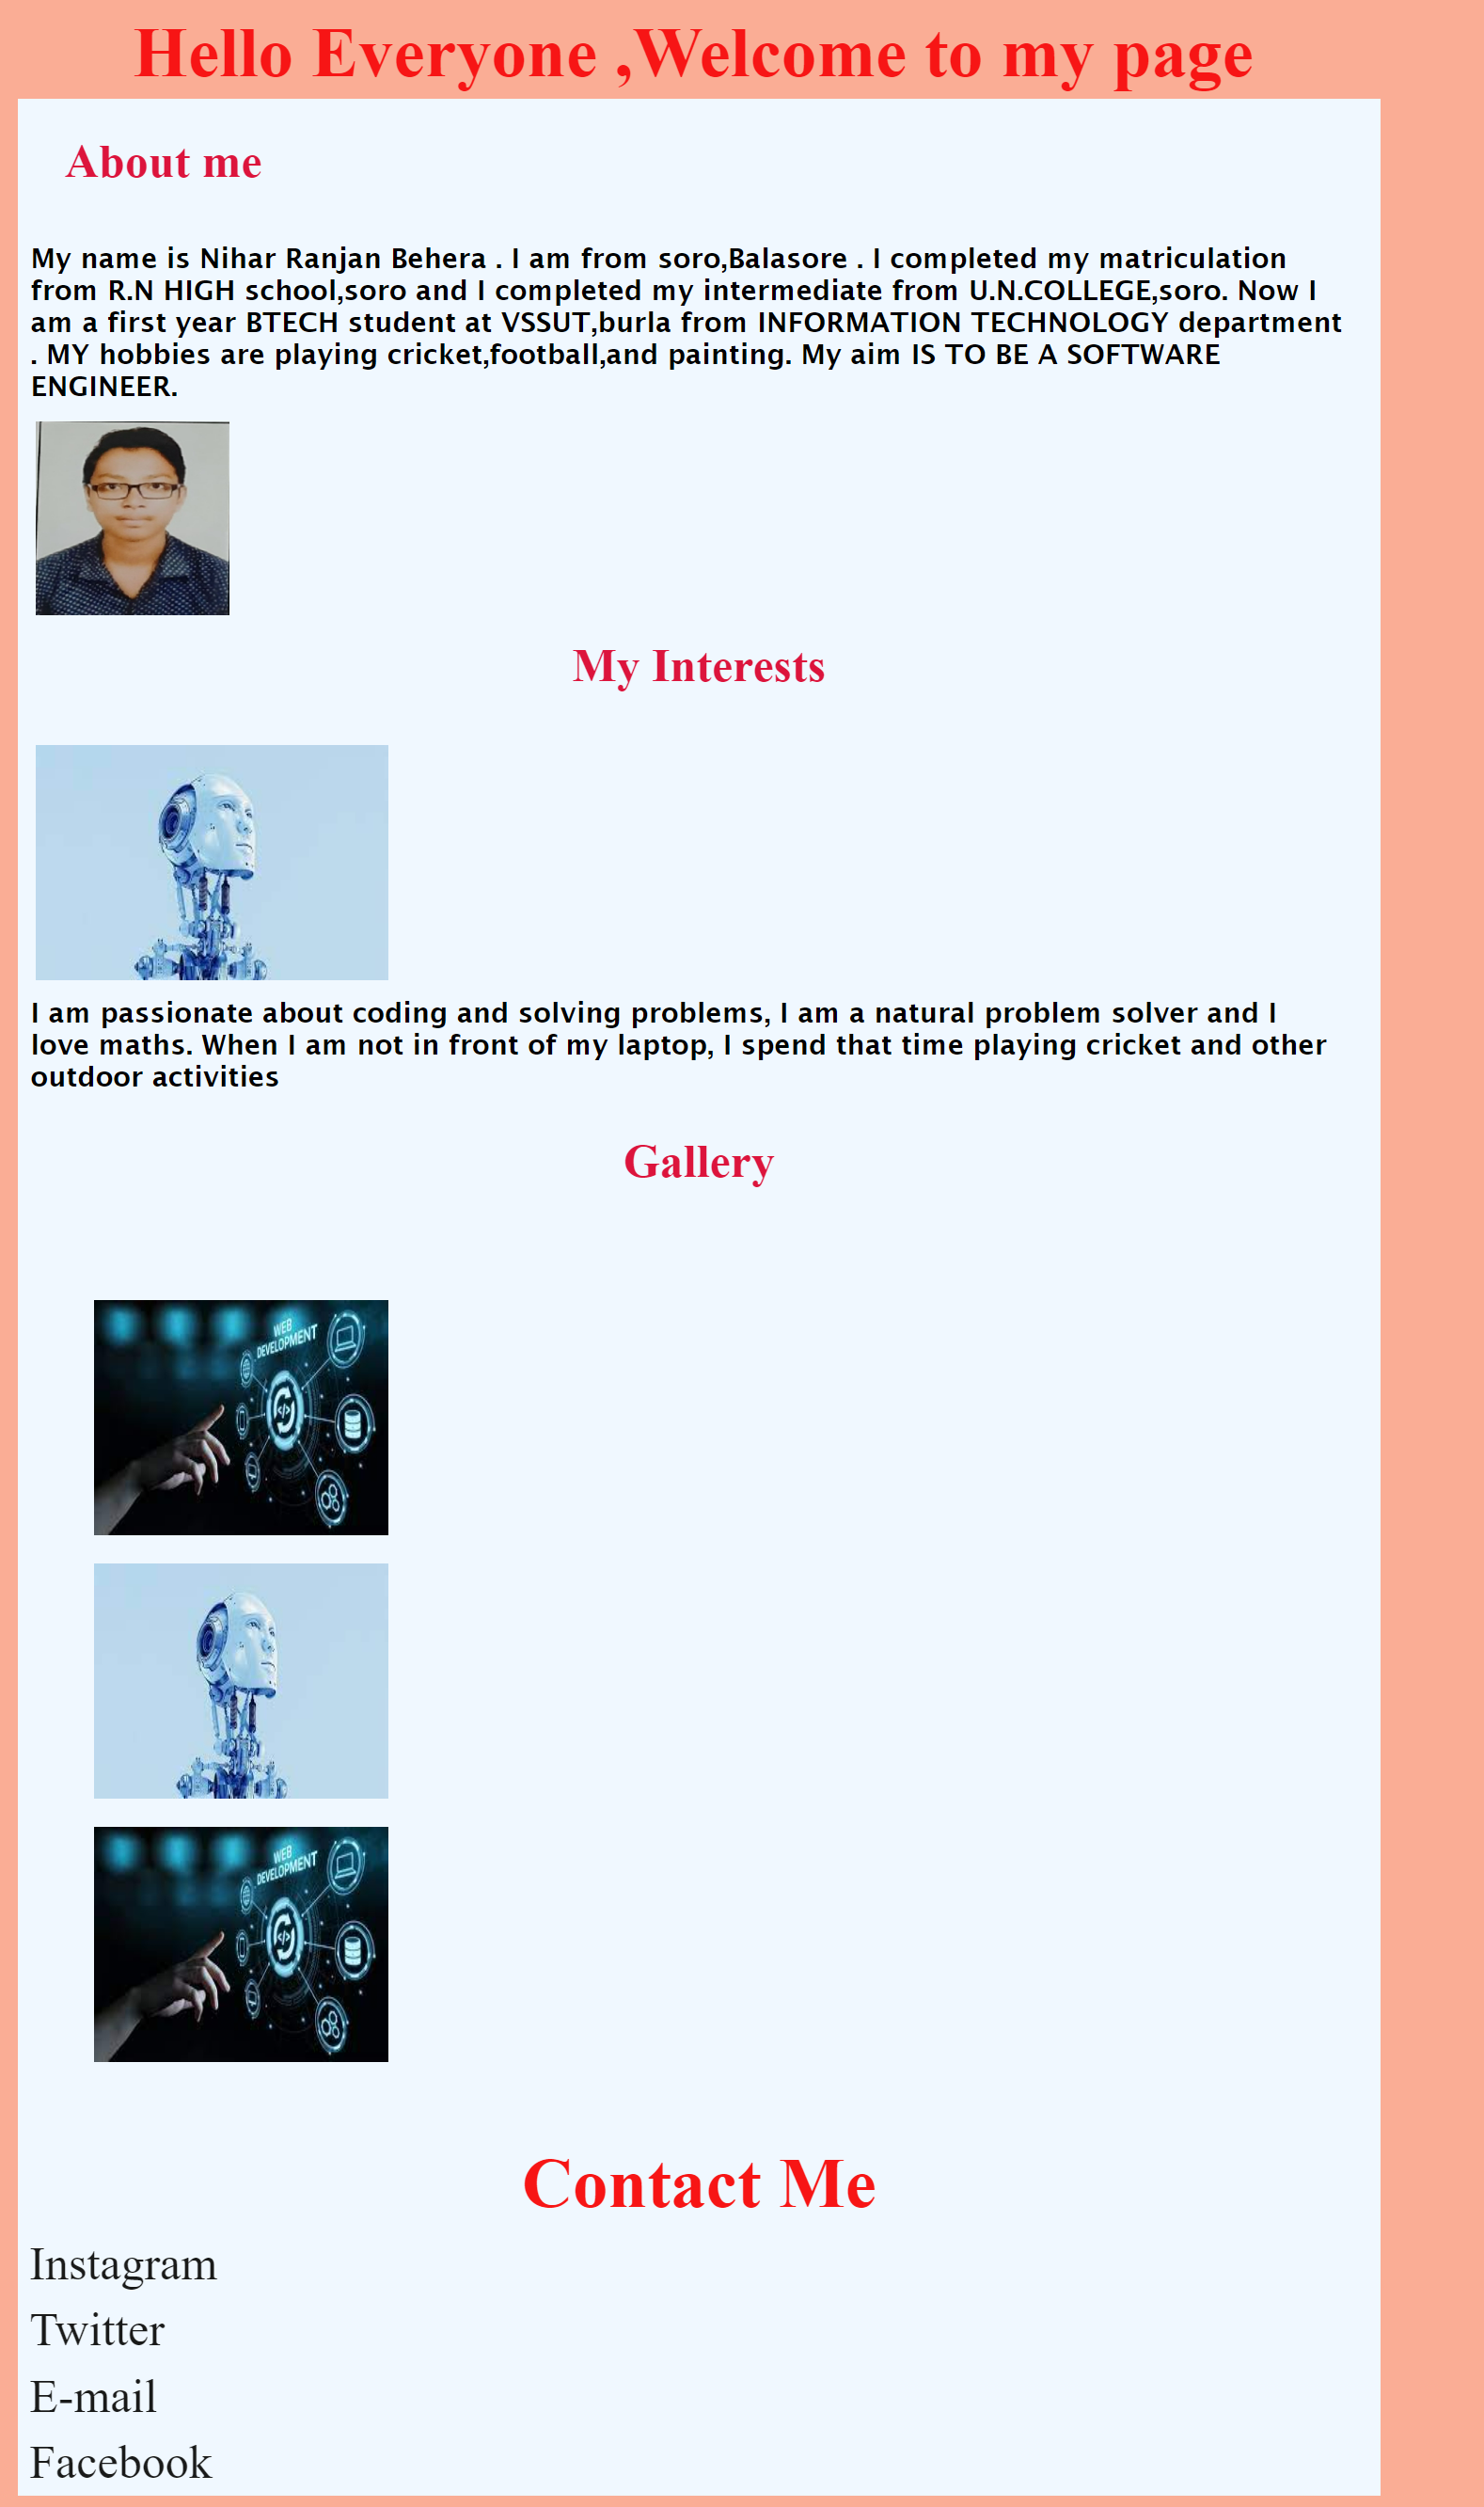 Hello Everyone ,Welcome to my page
About me
My name is Nihar Ranjan Behera . I am from soro,Balasore . I completed my matriculation
from R.N HIGH school,soro and I completed my intermediate from U.N.COLLEGE,soro. Now I
am a first year BTECH student at VSSUT,burla from INFORMATION TECHNOLOGY department
. MY hobbies are playing cricket,football,and painting. My aim IS TO BE A SOFTWARE
ENGINEER.
My Interests
I am passionate about coding and solving problems, I am a natural problem solver and I
love maths. When I am not in front of my laptop, I spend that time playing cricket and other
outdoor activities
Gallery
WEB
DEVELOPMENT
</>
WEB
DEVELOPMENT
</>
Contact Me
Instagram
Twitter
E-mail
Facebook